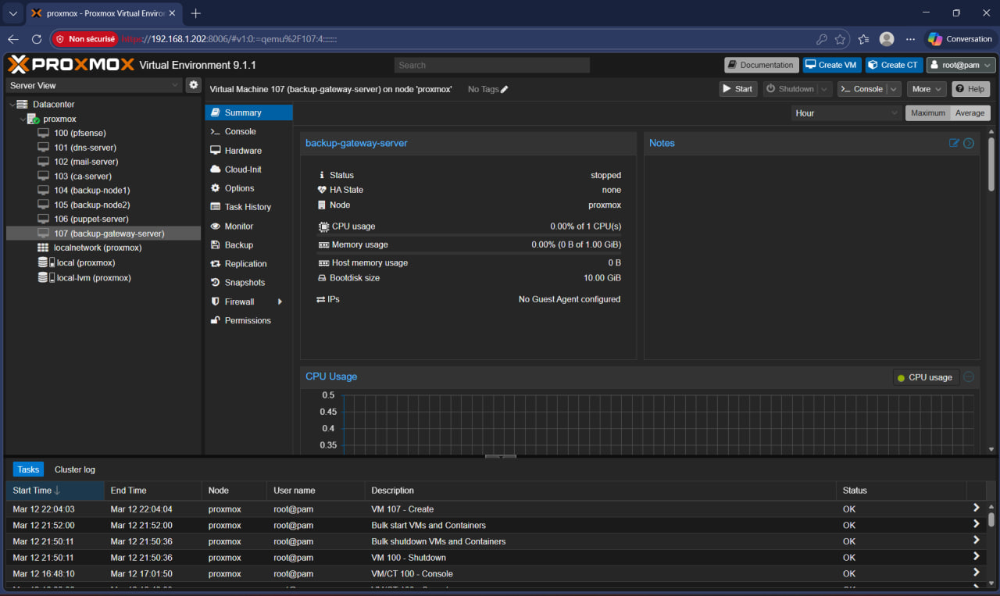 proxmox - Proxmox Virtual Enviro
Non sécurisé https://192.168.1.202:8006/#v1:0:=qemu%2F107:4:::::::
Conversation
PROXMOX Virtual Environment 9.1.1
Search
Documentation
Create VM
Create CT
root@pam
Server View
Datacenter
proxmox
100 (pfsense)
101 (dns-server)
102 (mail-server)
103 (ca-server)
104 (backup-node1)
105 (backup-node2)
106 (puppet-server)
107 (backup-gateway-server)
localnetwork (proxmox)
local (proxmox)
local-lvm (proxmox)
Virtual Machine 107 (backup-gateway-server) on node 'proxmox'
No Tags
Start
Shutdown
Console
More
Help
Summary
Console
Hardware
Cloud-Init
Options
Task History
Monitor
Backup
Replication
Snapshots
Firewall
Permissions
Hour
Maximum
Average
backup-gateway-server
Status stopped
HA State none
Node proxmox
CPU usage 0.00% of 1 CPU(s)
Memory usage 0.00% (0 B of 1.00 GiB)
Host memory usage 0 B
Bootdisk size 10.00 GiB
IPs No Guest Agent configured
Notes
CPU Usage
CPU usage
0.5
0.45
0.4
0.35
Tasks
Cluster log
Start Time End Time Node User name Description Status
Mar 12 22:04:03 Mar 12 22:04:04 proxmox root@pam VM 107 - Create OK
Mar 12 21:52:00 Mar 12 21:52:00 proxmox root@pam Bulk start VMs and Containers OK
Mar 12 21:50:11 Mar 12 21:50:36 proxmox root@pam Bulk shutdown VMs and Containers OK
Mar 12 21:50:11 Mar 12 21:50:36 proxmox root@pam VM 100 - Shutdown OK
Mar 12 16:48:10 Mar 12 17:01:50 proxmox root@pam VM/CT 100 - Console OK